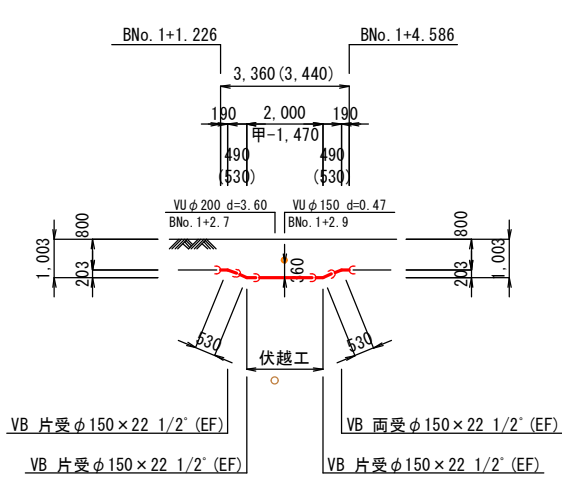 BNo. 1+1.226
BNo. 1+4.586
3,360(3,440)
190
2,000
190
甲-1,470
490
(530)
490
(530)
VUφ200 d=3.60
VUφ150 d=0.47
BNo. 1+2.7
BNo. 1+2.9
800
800
1,003
203
360
203
1,003
530
530
伏越工
VB 片受φ150×22 1/2°(EF)
VB 両受φ150×22 1/2°(EF)
VB 片受φ150×22 1/2°(EF)
VB 片受φ150×22 1/2°(EF)